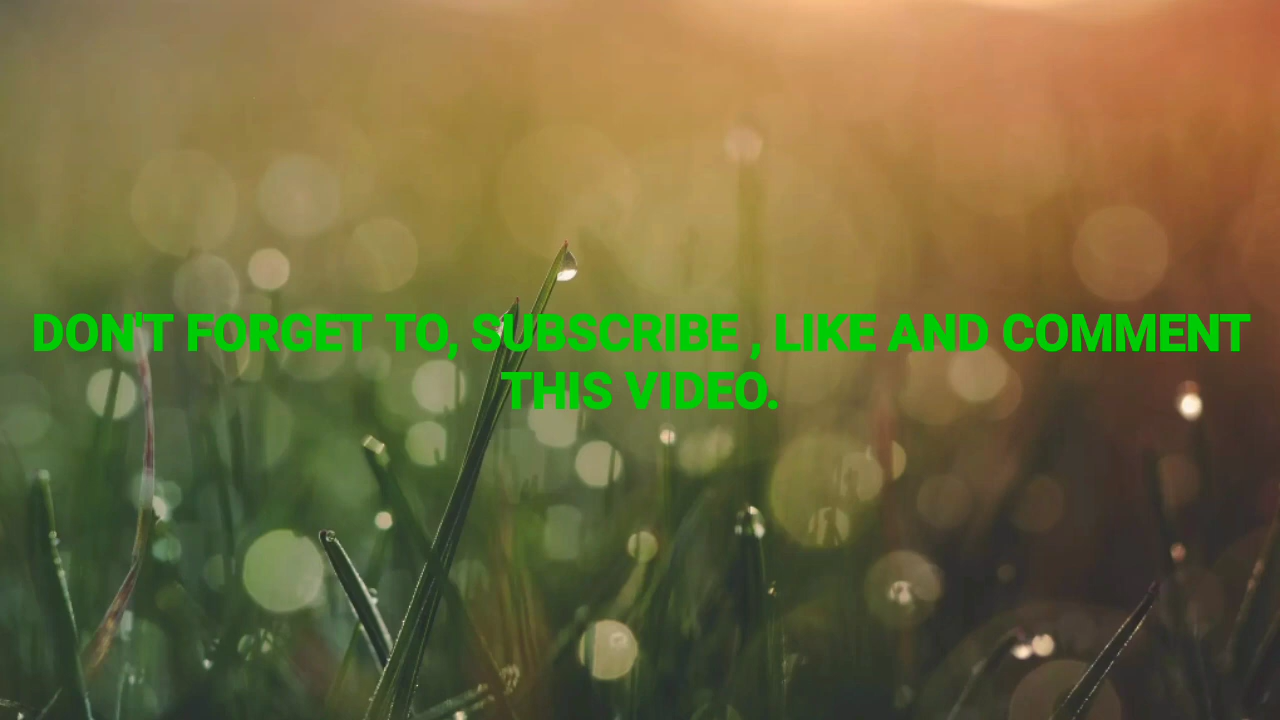 DON'T FORGET TO, SUBSCRIBE , LIKE AND COMMENT
THIS VIDEO.